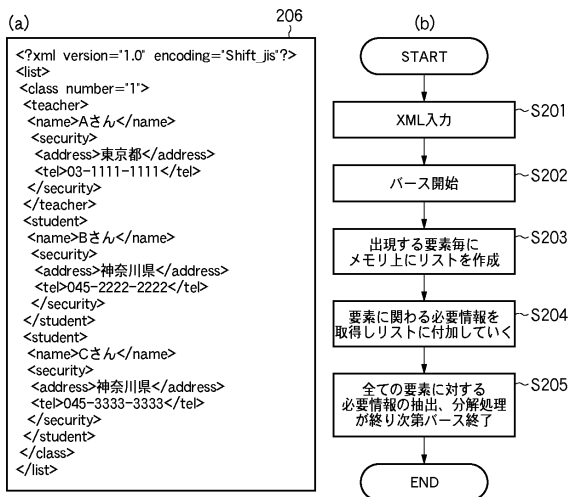 (a)
206
<?xml version="1.0" encoding="Shift_jis"?>
<list>
<class number="1">
<teacher>
<name>Aさん</name>
<security>
<address>東京都</address>
<tel>03-1111-1111</tel>
</security>
</teacher>
<student>
<name>Bさん</name>
<security>
<address>神奈川県</address>
<tel>045-2222-2222</tel>
</security>
</student>
<student>
<name>Cさん</name>
<security>
<address>神奈川県</address>
<tel>045-3333-3333</tel>
</security>
</student>
</class>
</list>
(b)
START
XML入力
S201
パース開始
S202
出現する要素毎に
メモリ上にリストを作成
S203
要素に関わる必要情報を
取得しリストに付加していく
S204
全ての要素に対する
必要情報の抽出、分解処理
が終り次第パース終了
S205
END